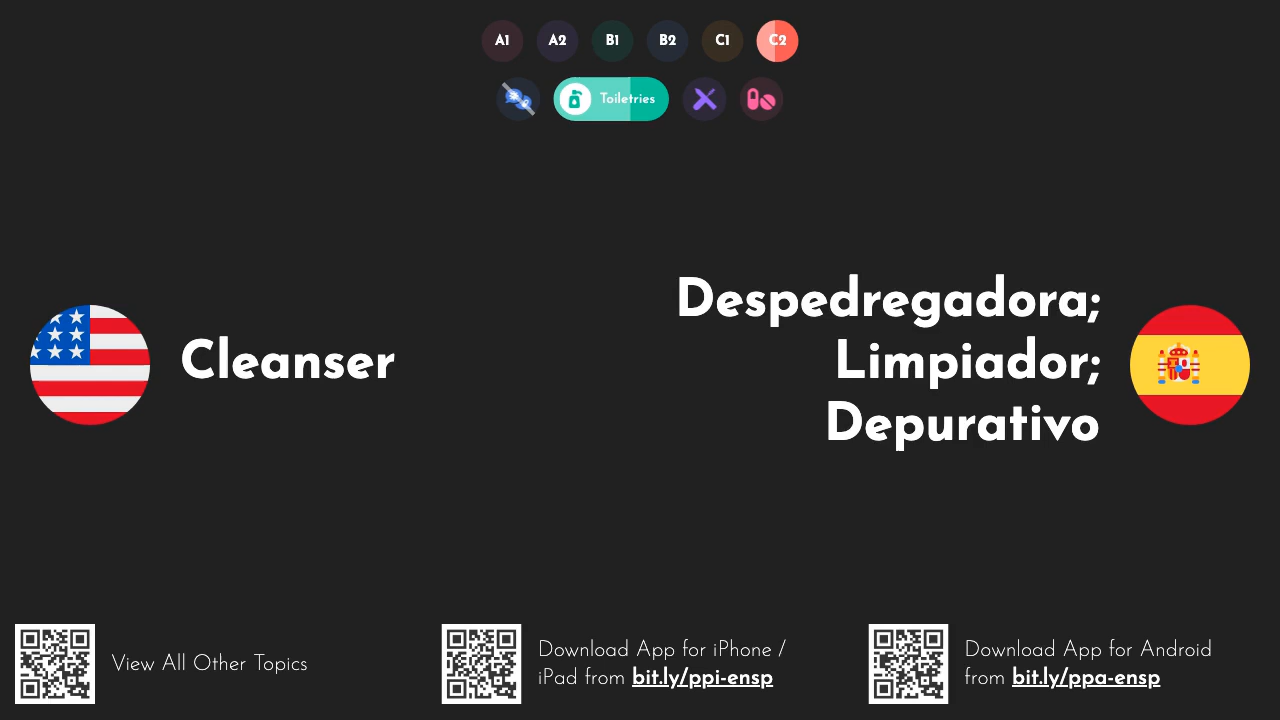 A1 A2 B1 B2 C1 C2
Toiletries
Cleanser
Despedregadora;
Limpiador;
Depurativo
View All Other Topics
Download App for iPhone /
iPad from bit.ly/ppi-ensp
Download App for Android
from bit.ly/ppa-ensp